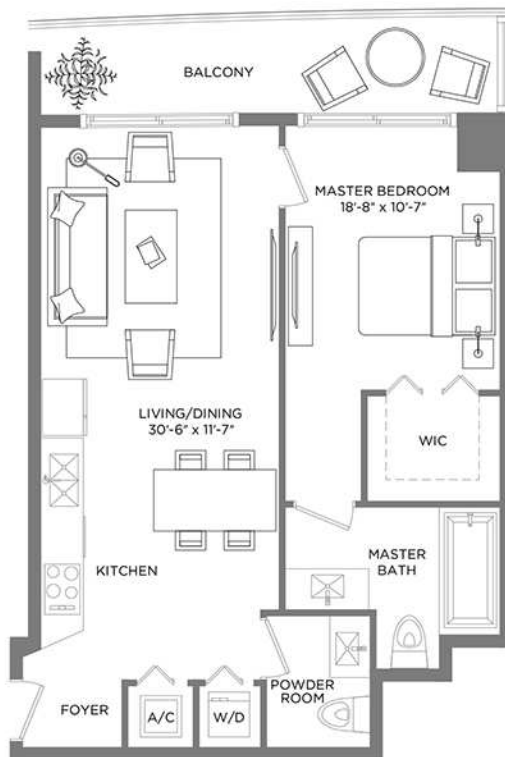 BALCONY
MASTER BEDROOM
18'-8" x 10'-7"
LIVING/DINING
30'-6" x 11'-7"
WIC
KITCHEN
MASTER
BATH
POWDER
ROOM
FOYER
A/C
W/D